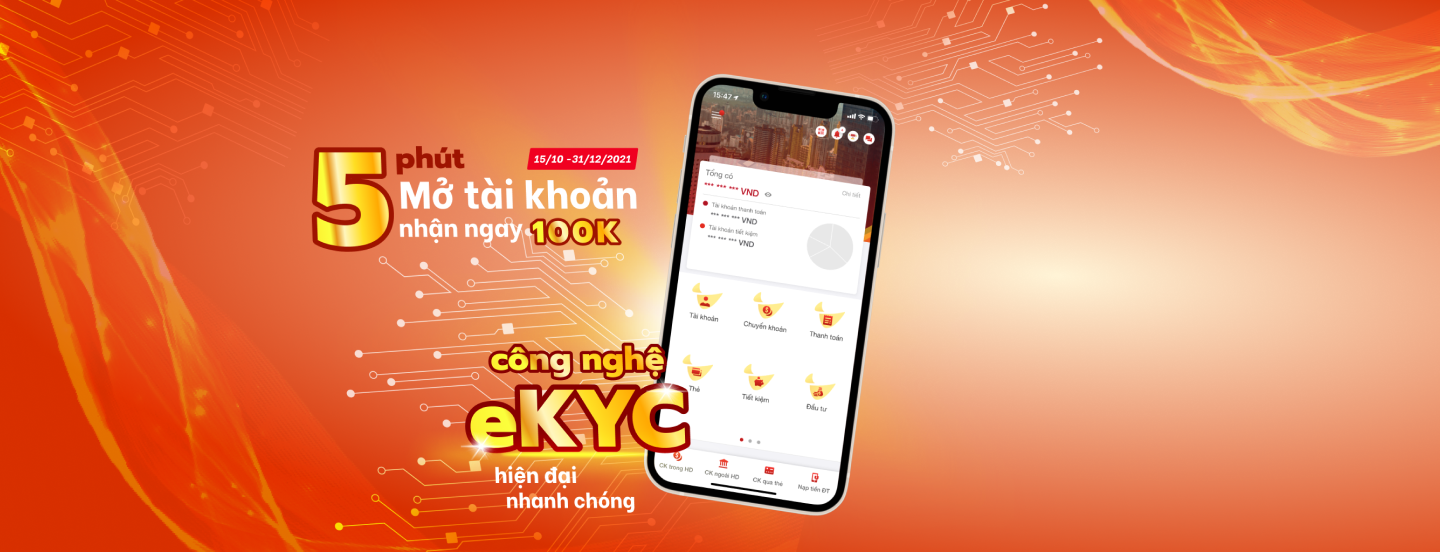 5 phút
15/10 -31/12/2021
Mở tài khoản
nhận ngay 100K
công nghệ
eKYC
hiện đại
nhanh chóng
15:47
Tổng có
*** *** *** VND
Chi tiết
Tài khoản thanh toán
*** *** *** VND
Tài khoản tiết kiệm
*** *** *** VND
Tài khoản
Chuyển khoản
Thanh toán
Thẻ
Tiết kiệm
Đầu tư
CK trong HD
CK ngoài HD
CK qua thẻ
Nạp tiền ĐT